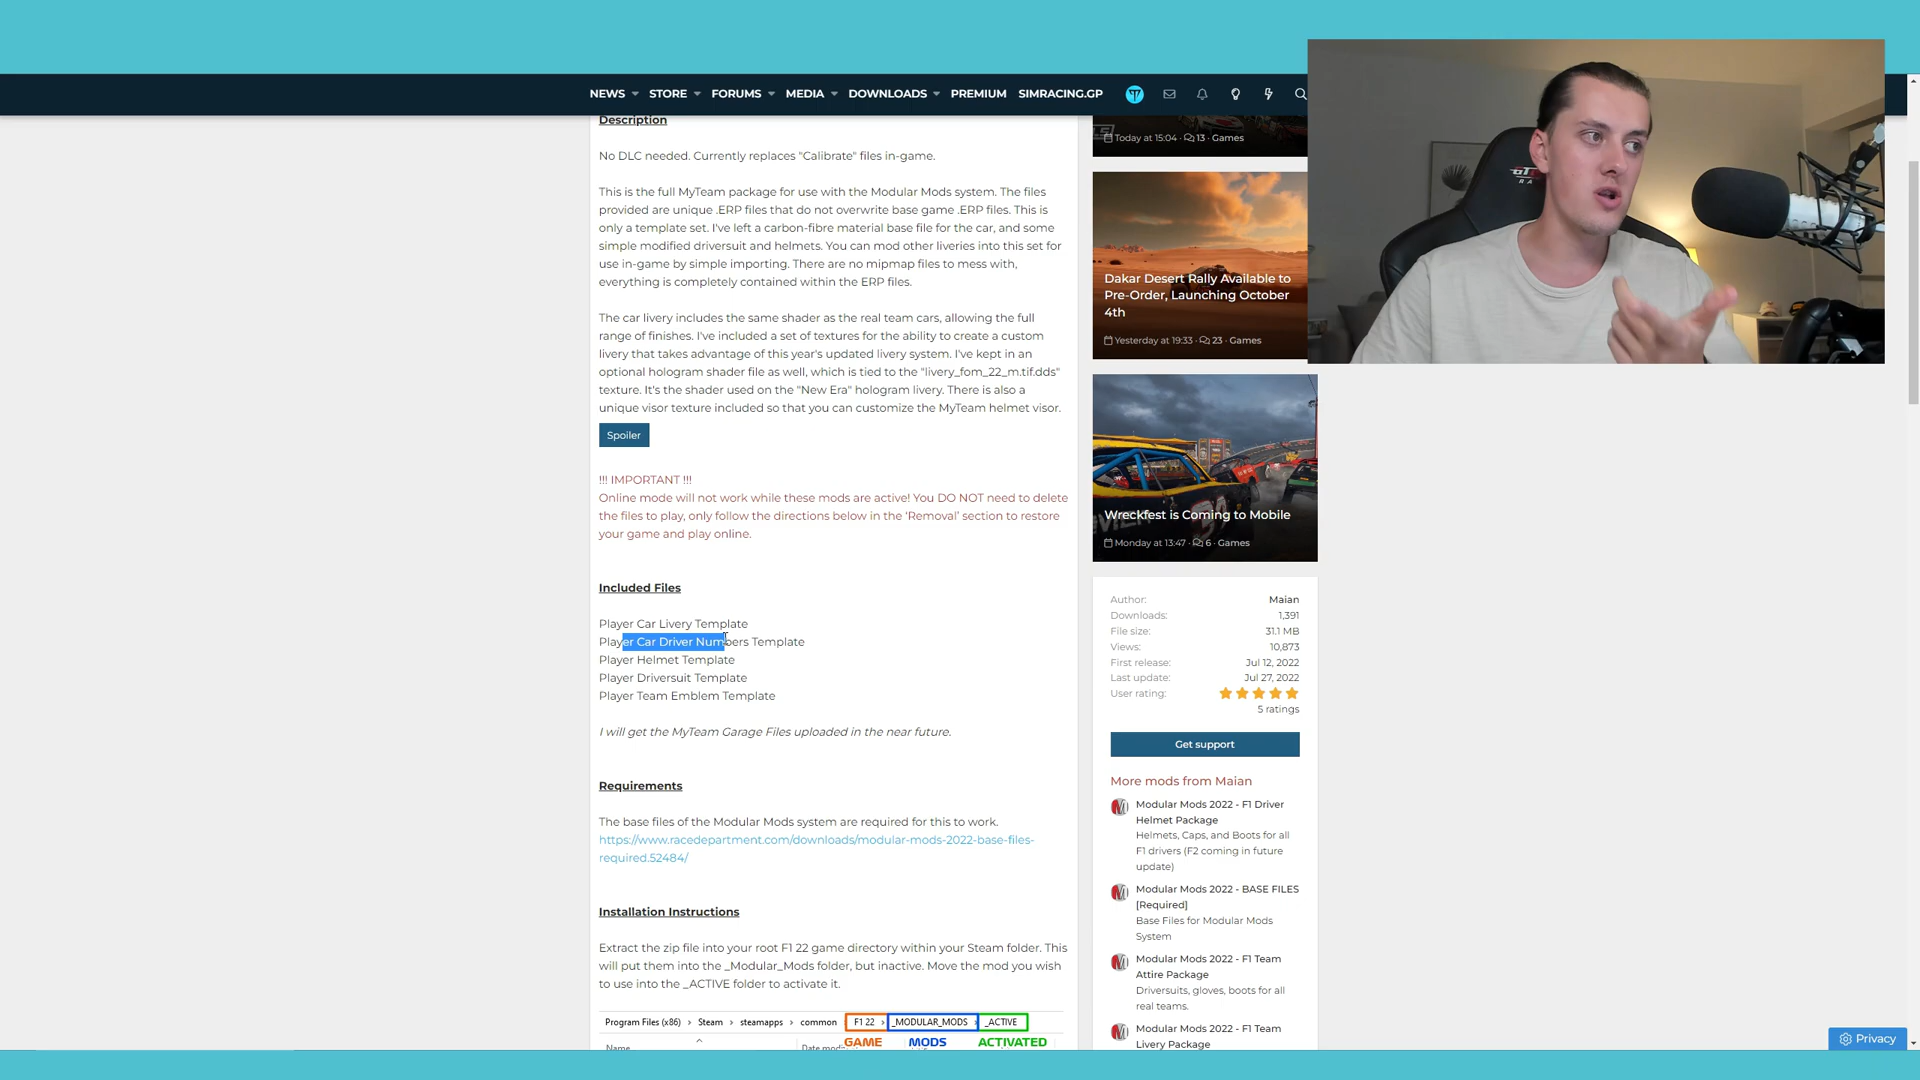 NEWS STORE FORUMS MEDIA DOWNLOADS PREMIUM SIMRACING.GP
Description
No DLC needed. Currently replaces "Calibrate" files in-game.
This is the full MyTeam package for use with the Modular Mods system. The files
provided are unique .ERP files that do not overwrite base game .ERP files. This is
only a template set. I've left a carbon-fibre material base file for the car, and some
simple modified driversuit and helmets. You can mod other liveries into this set for
use in-game by simple importing. There are no mipmap files to mess with,
everything is completely contained within the ERP files.
The car livery includes the same shader as the real team cars, allowing the full
range of finishes. I've included a set of textures for the ability to create a custom
livery that takes advantage of this year's updated livery system. I've kept in an
optional hologram shader file as well, which is tied to the "livery_fom_22_m.tif.dds"
texture. It's the shader used on the "New Era" hologram livery. There is also a
unique visor texture included so that you can customize the MyTeam helmet visor.
Spoiler
!!! IMPORTANT !!!
Online mode will not work while these mods are active! You DO NOT need to delete
the files to play, only follow the directions below in the 'Removal' section to restore
your game and play online.
Included Files
Player Car Livery Template
Player Car Driver Numbers Template
Player Helmet Template
Player Driversuit Template
Player Team Emblem Template
I will get the MyTeam Garage Files uploaded in the near future.
Requirements
The base files of the Modular Mods system are required for this to work.
https://www.racedepartment.com/downloads/modular-mods-2022-base-files-
required.52484/
Installation Instructions
Extract the zip file into your root F1 22 game directory within your Steam folder. This
will put them into the _Modular_Mods folder, but inactive. Move the mod you wish
to use into the _ACTIVE folder to activate it.
Program Files (x86) > Steam > steamapps > common F1 22 > _MODULAR_MODS > _ACTIVE
GAME MODS ACTIVATED
Name
Today at 15:04 · 13 · Games
Dakar Desert Rally Available to
Pre-Order, Launching October
4th
Yesterday at 19:33 · 23 · Games
Wreckfest is Coming to Mobile
Monday at 13:47 · 6 · Games
Author: Maian
Downloads: 1,391
File size: 31.1 MB
Views: 10,873
First release: Jul 12, 2022
Last update: Jul 27, 2022
User rating:
5 ratings
Get support
More mods from Maian
Modular Mods 2022 - F1 Driver
Helmet Package
Helmets, Caps, and Boots for all
F1 drivers (F2 coming in future
update)
Modular Mods 2022 - BASE FILES
[Required]
Base Files for Modular Mods
System
Modular Mods 2022 - F1 Team
Attire Package
Driversuits, gloves, boots for all
real teams.
Modular Mods 2022 - F1 Team
Livery Package
Privacy